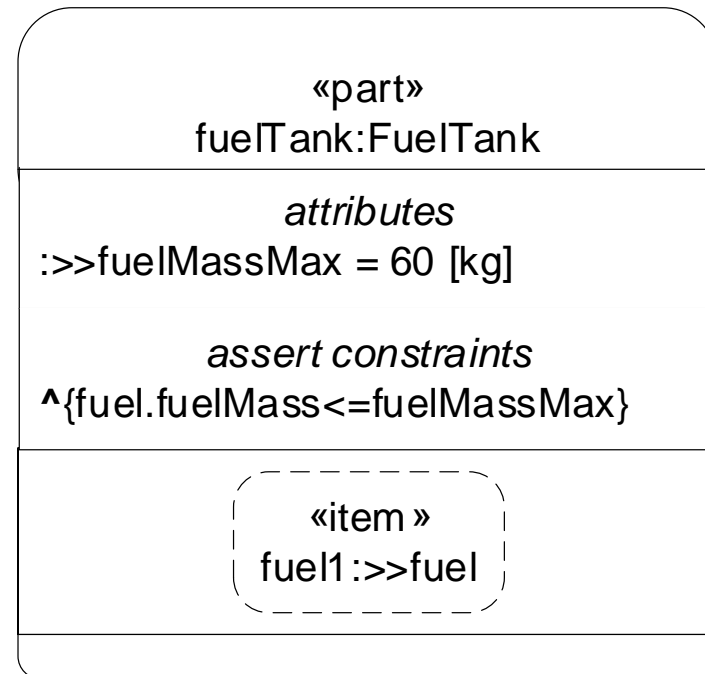 «part»
fuelTank:FuelTank
attributes
:>>fuelMassMax = 60 [kg]
assert constraints
^{fuel.fuelMass<=fuelMassMax}
«item»
fuel1:>>fuel